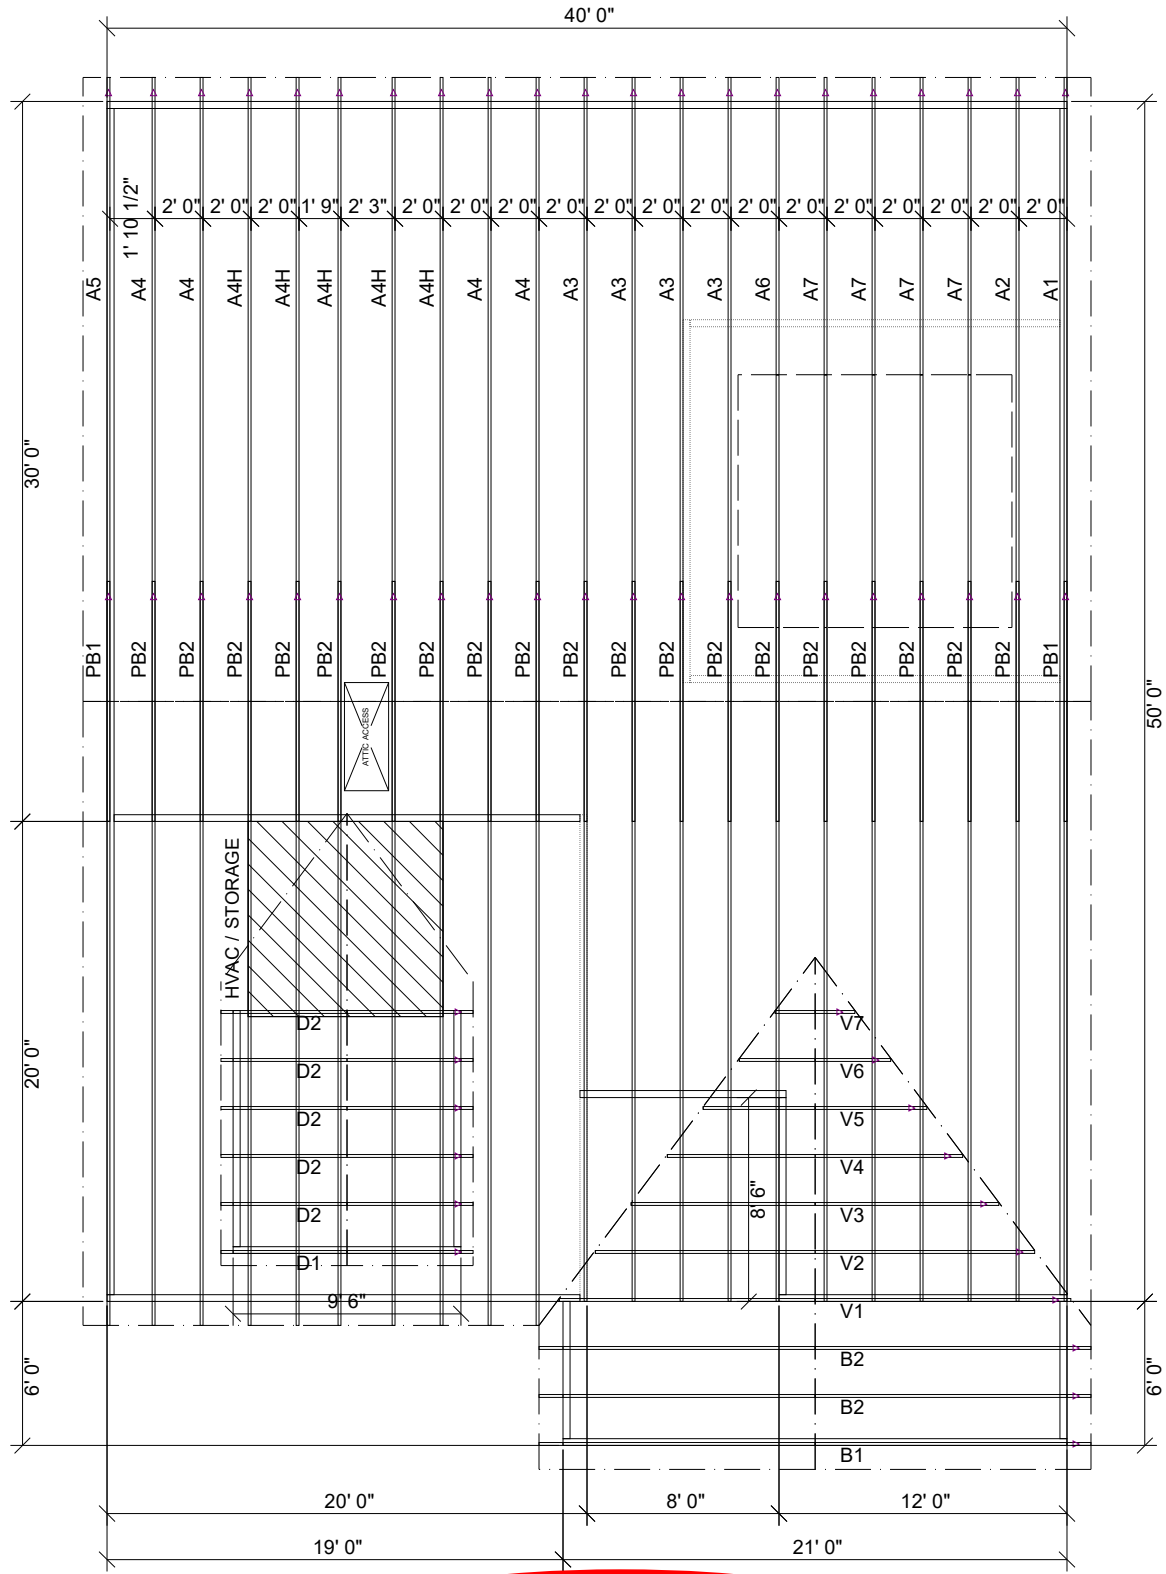 40' 0"
1' 10 1/2" 2' 0" 2' 0" 2' 0" 1' 9" 2' 3" 2' 0" 2' 0" 2' 0" 2' 0" 2' 0" 2' 0" 2' 0" 2' 0" 2' 0" 2' 0" 2' 0" 2' 0" 2' 0" 2' 0"
A5 A4 A4 A4H A4H A4H A4H A4H A4 A4 A3 A3 A3 A3 A6 A7 A7 A7 A7 A2 A1
30' 0"
PB1 PB2 PB2 PB2 PB2 PB2 PB2 PB2 PB2 PB2 PB2 PB2 PB2 PB2 PB2 PB2 PB2 PB2 PB2 PB2 PB1
50' 0"
ATTIC ACCESS
HVAC / STORAGE
20' 0"
D2
V7
D2
V6
D2
V5
D2
V4
D2
V3
8' 6"
D1
V2
9' 6"
V1
B2
6' 0"
6' 0"
B2
B1
20' 0"
8' 0"
12' 0"
19' 0"
21' 0"